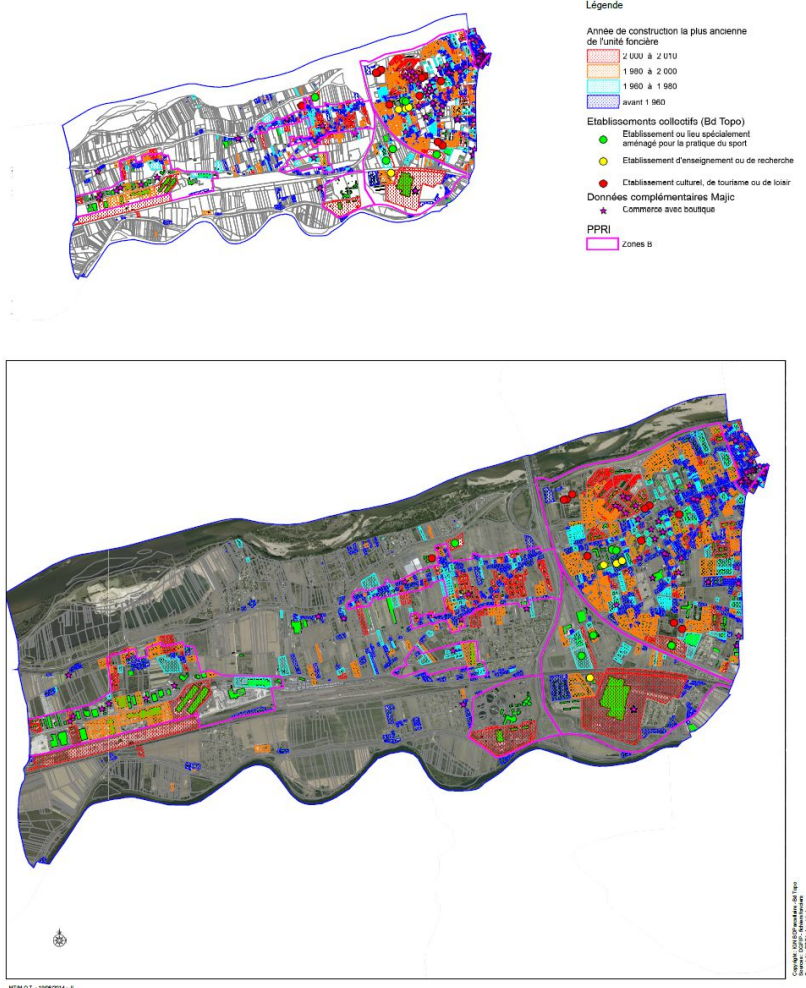 Légende
Année de construction la plus ancienne
de l'unité foncière
2 000 à 2 010
1 980 à 2 000
1 960 à 1 980
avant 1 960
Etablissements collectifs (Bd Topo)
Etablissement ou lieu spécialement
aménagé pour la pratique du sport
Etablissement d'enseignement ou de recherche
Etablissement culturel, de tourisme ou de loisir
Données complémentaires Majic
Commerce avec boutique
PPRI
Zones B